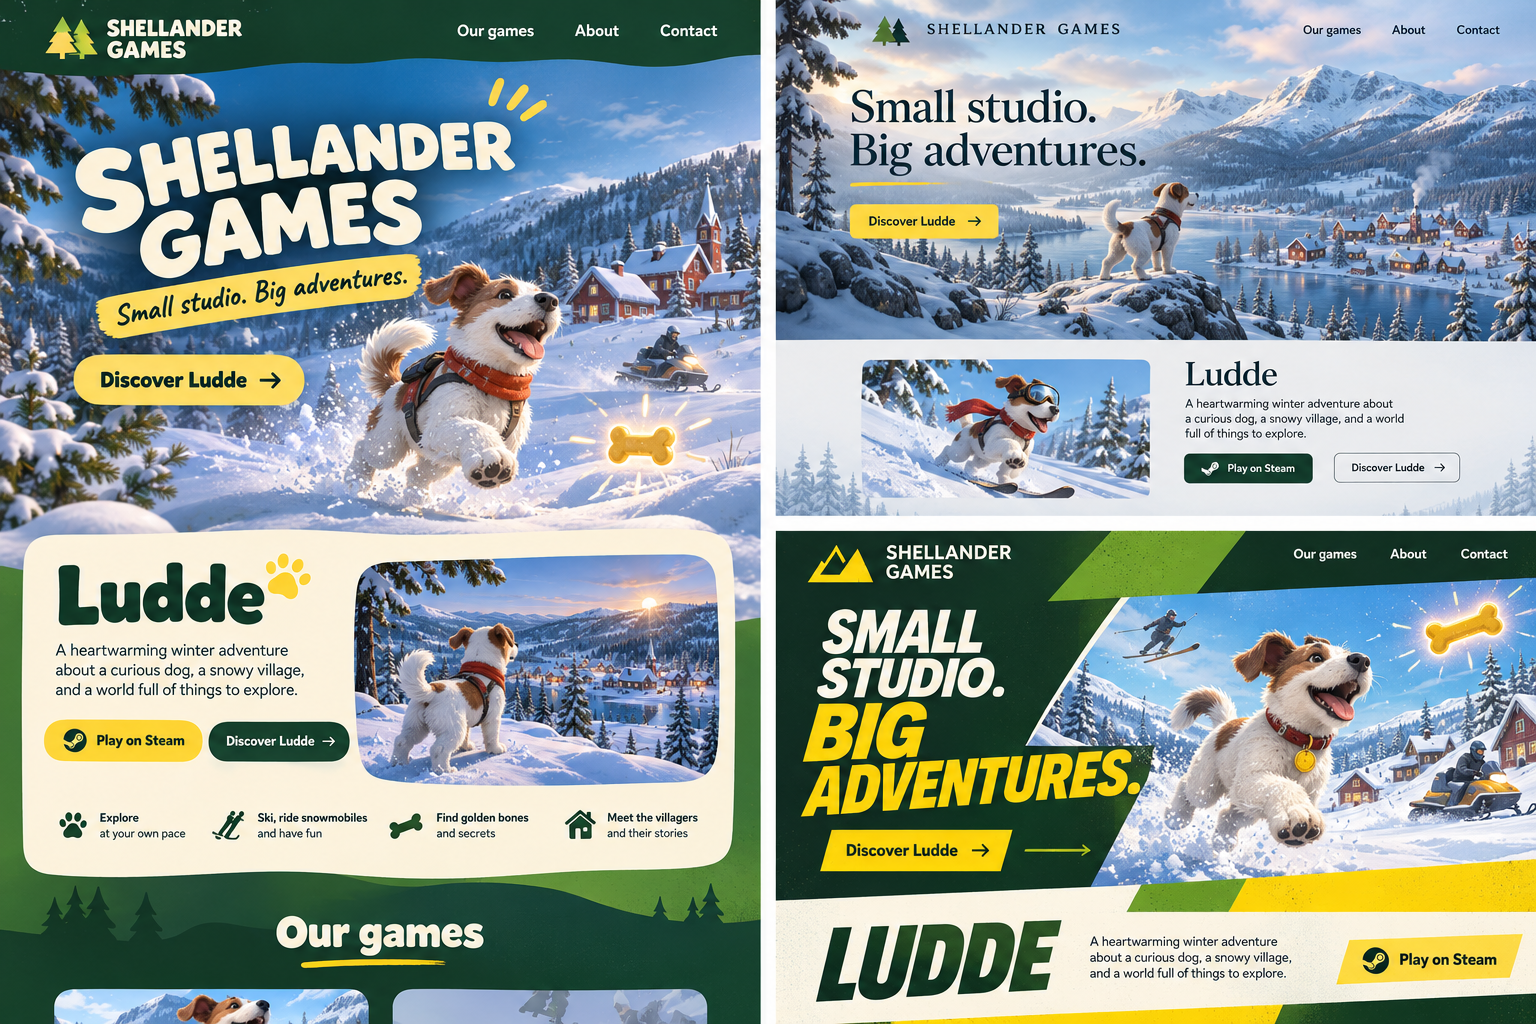 SHELLANDER
GAMES
Our games
About
Contact
SHELLANDER
GAMES
Small studio. Big adventures.
Discover Ludde →
Ludde
A heartwarming winter adventure
about a curious dog, a snowy village,
and a world full of things to explore.
Play on Steam
Discover Ludde →
Explore
at your own pace
Ski, ride snowmobiles
and have fun
Find golden bones
and secrets
Meet the villagers
and their stories
Our games
SHELLANDER GAMES
Our games
About
Contact
Small studio.
Big adventures.
Discover Ludde →
Ludde
A heartwarming winter adventure about
a curious dog, a snowy village, and a world
full of things to explore.
Play on Steam
Discover Ludde →
SHELLANDER
GAMES
Our games
About
Contact
SMALL
STUDIO.
BIG
ADVENTURES.
Discover Ludde →
LUDDE
A heartwarming winter adventure
about a curious dog, a snowy village,
and a world full of things to explore.
Play on Steam